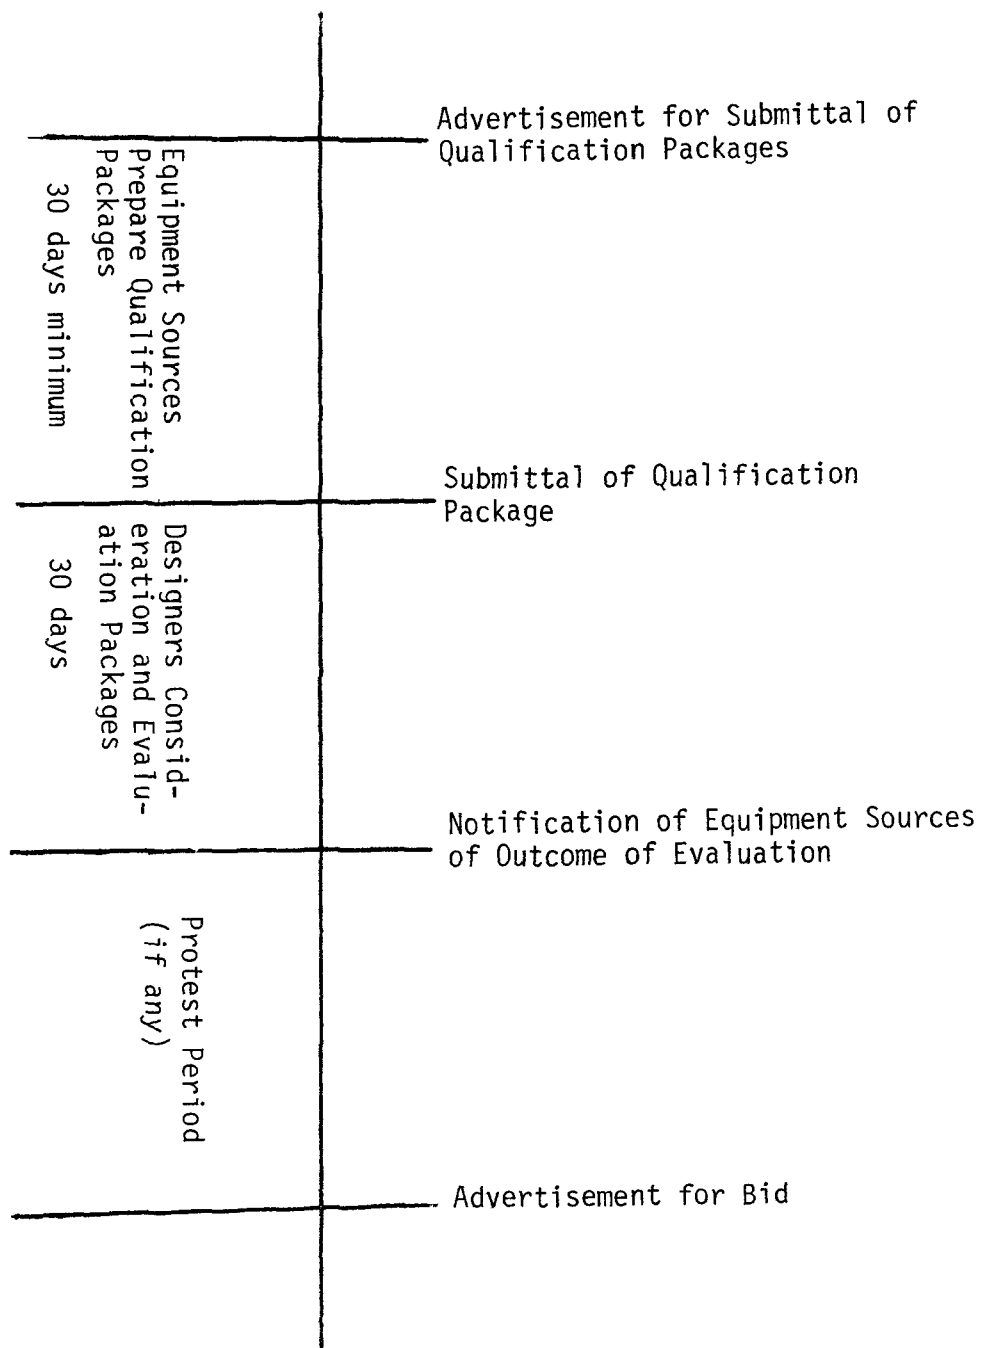 Advertisement for Submittal of
Qualification Packages
Equipment Sources
Prepare Qualification
Packages
30 days minimum
Submittal of Qualification
Package
Designers Consid-
eration and Evalu-
ation Packages
30 days
Notification of Equipment Sources
of Outcome of Evaluation
Protest Period
(if any)
Advertisement for Bid